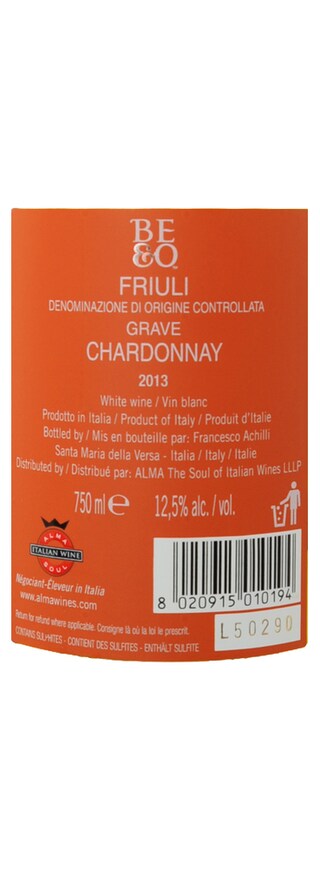 BE
&O
FRIULI
DENOMINAZIONE DI ORIGINE CONTROLLATA
GRAVE
CHARDONNAY
2013
White wine / Vin blanc
Prodotto in Italia / Product of Italy / Produit d'Italie
Bottled by / Mis en bouteille par: Francesco Achilli
Santa Maria della Versa - Italia / Italy / Italie
Distributed by / Distribué par: ALMA The Soul of Italian Wines LLLP
750 ml e 12,5% alc. / vol.
ALMA
ITALIAN WINE
SOUL
Négociant-Éleveur in Italia
www.almawines.com
8 020915 010194
Return for refund where applicable. Consigne là où la loi le prescrit.
CONTAINS SULHITES - CONTIENT DES SULFITES - ENTHÄLT SULFITE
L50290